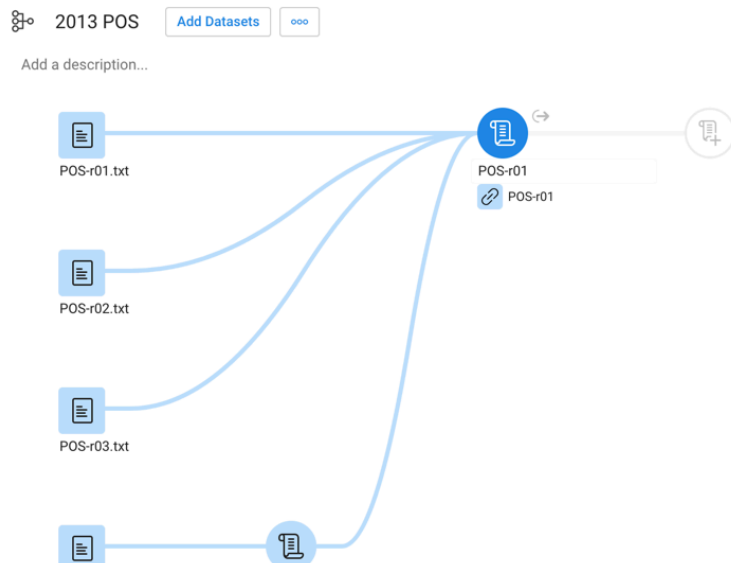 2013 POS Add Datasets
Add a description...
POS-r01.txt
POS-r01
POS-r01
POS-r02.txt
POS-r03.txt